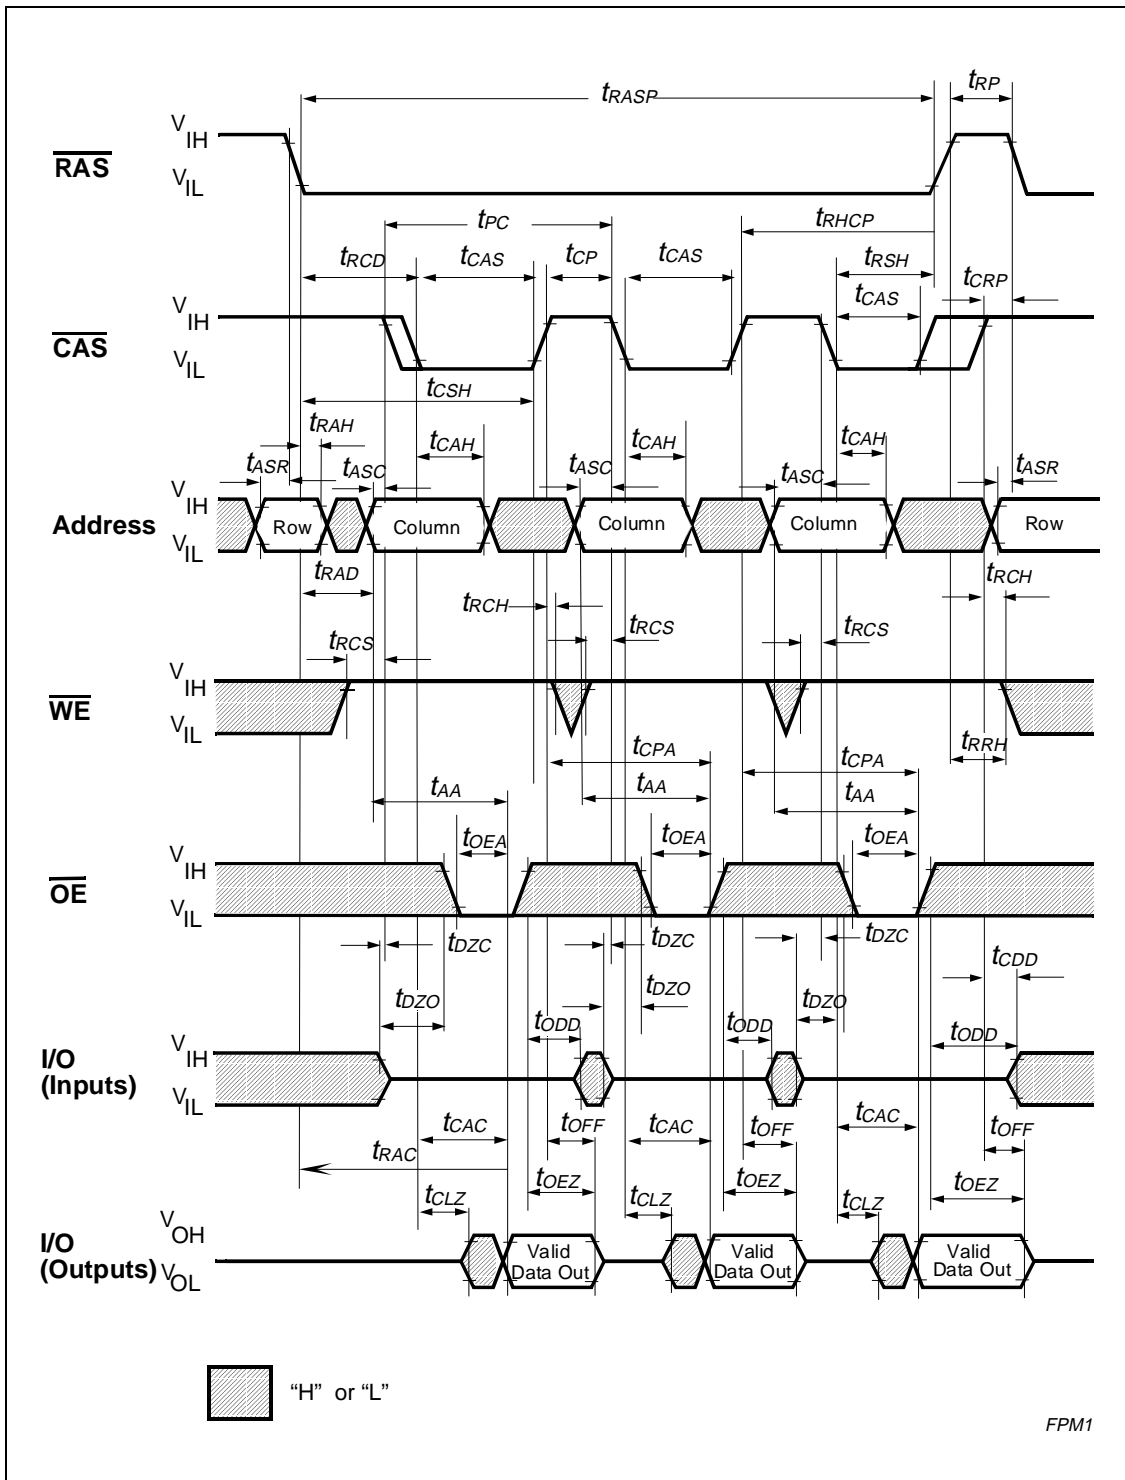 tRASP tRP
VIH
RAS
VIL
tPC tRHCP
tRCD tCAS tCP tCAS tRSH
tCRP
tCAS
VIH
CAS
VIL
tCSH
tRAH
tCAH tCAH tCAH
tASR tASC tASC tASC tASR
VIH
Address Row Column Column Column Row
VIL
tRAD
tRCH tRCH
tRCS tRCS tRCS
VIH
WE
VIL
tCPA tCPA tRRH
tAA tAA tAA
tOEA tOEA tOEA
VIH
OE
VIL
tDZC tDZC tDZC
tCDD
tDZO tDZO tDZO
tODD tODD tODD
VIH
I/O
(Inputs)
VIL
tCAC tOFF tCAC tOFF tCAC tOFF
tRAC
tOEZ tOEZ tOEZ
tCLZ tCLZ tCLZ
VOH
I/O
(Outputs)
VOL
Valid
Data Out
Valid
Data Out
Valid
Data Out
“H” or “L”
FPM1